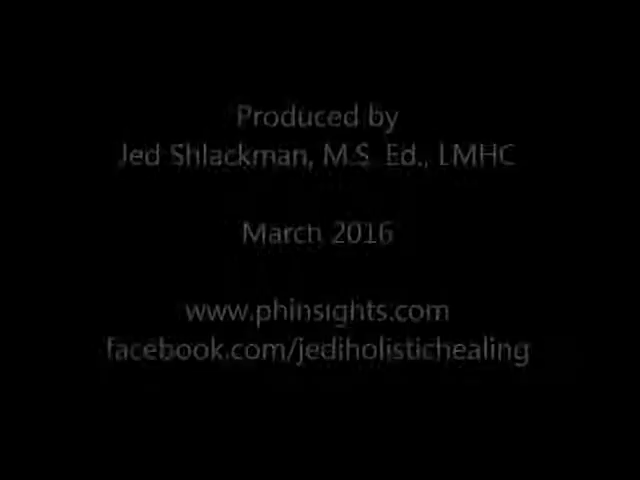 Produced by
Jed Shlackman, M.S. Ed., LMHC
March 2016
www.phinsights.com
facebook.com/jediholistichealing